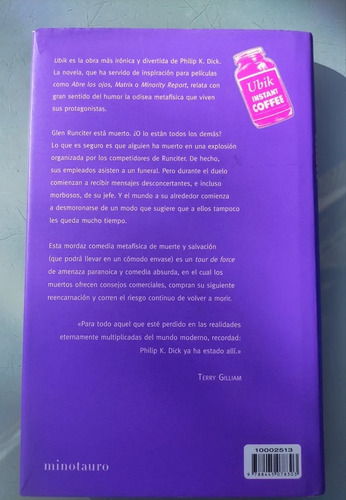 Ubik es la obra más irónica y divertida de Philip K. Dick.
La novela, que ha servido de inspiración para películas
como Abre los ojos, Matrix o Minority Report, relata con
gran sentido del humor la odisea metafísica que viven
sus protagonistas.
Ubik
INSTANT
COFFEE
Glen Runciter está muerto. ¿O lo están todos los demás?
Lo que es seguro es que alguien ha muerto en una explosión
organizada por los competidores de Runciter. De hecho,
sus empleados asisten a un funeral. Pero durante el duelo
comienzan a recibir mensajes desconcertantes, e incluso
morbosos, de su jefe. Y el mundo a su alrededor comienza
a desmoronarse de un modo que sugiere que a ellos tampoco
les queda mucho tiempo.
Esta mordaz comedia metafísica de muerte y salvación
(que podrá llevar en un cómodo envase) es un tour de force
de amenaza paranoica y comedia absurda, en el cual los
muertos ofrecen consejos comerciales, compran su siguiente
reencarnación y corren el riesgo continuo de volver a morir.
«Para todo aquel que esté perdido en las realidades
eternamente multiplicadas del mundo moderno, recordad:
Philip K. Dick ya ha estado allí.»
TERRY GILLIAM
minotauro
10002513
9 788445 078303